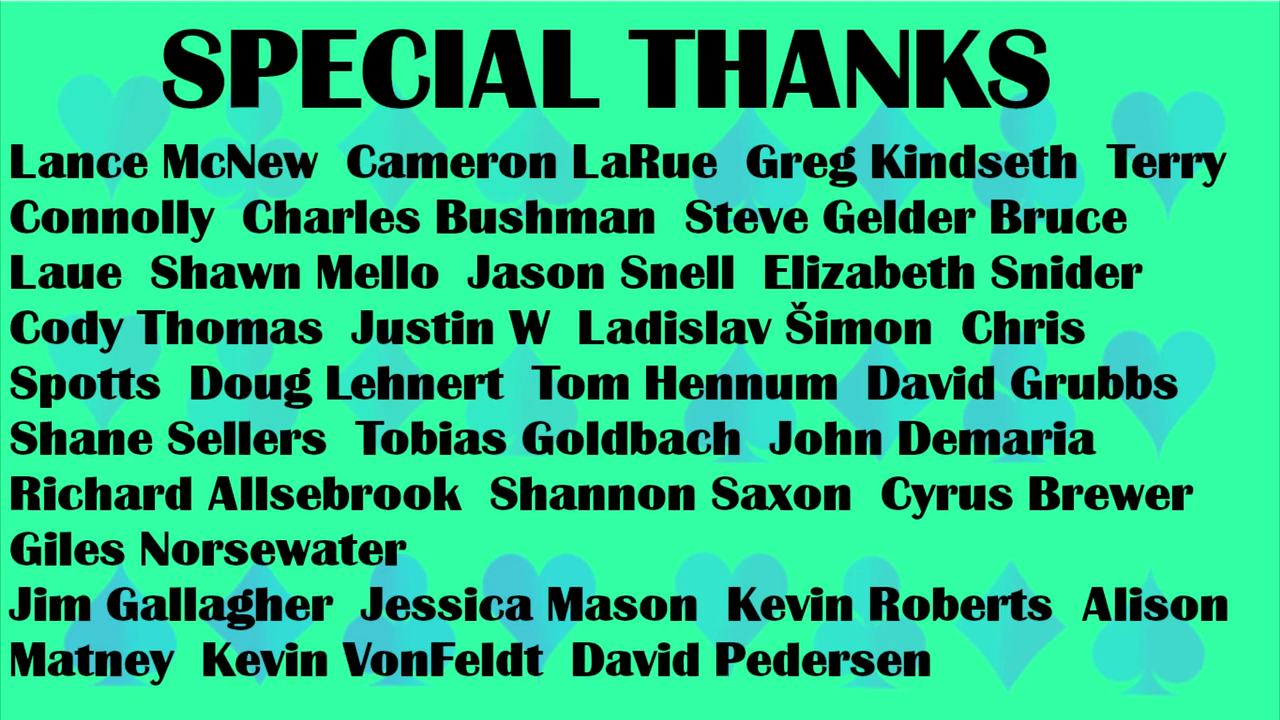 SPECIAL THANKS
Lance McNew Cameron LaRue Greg Kindseth Terry
Connolly Charles Bushman Steve Gelder Bruce
Laue Shawn Mello Jason Snell Elizabeth Snider
Cody Thomas Justin W Ladislav Šimon Chris
Spotts Doug Lehnert Tom Hennum David Grubbs
Shane Sellers Tobias Goldbach John Demaria
Richard Allsebrook Shannon Saxon Cyrus Brewer
Giles Norsewater
Jim Gallagher Jessica Mason Kevin Roberts Alison
Matney Kevin VonFeldt David Pedersen